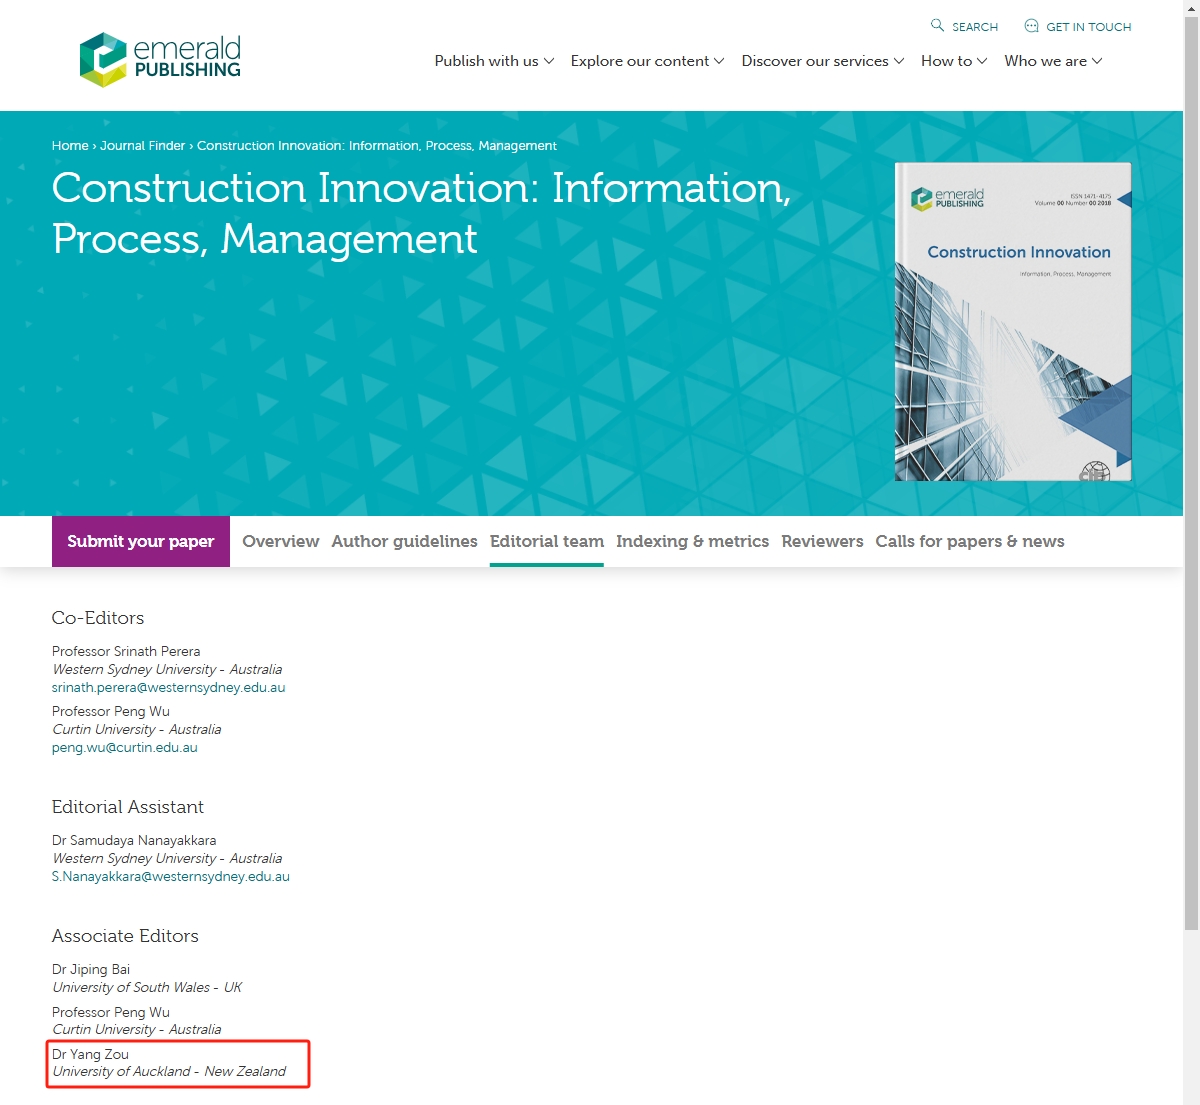 emerald
PUBLISHING
SEARCH
GET IN TOUCH
Publish with us
Explore our content
Discover our services
How to
Who we are
Home › Journal Finder › Construction Innovation: Information, Process, Management
Construction Innovation: Information,
Process, Management
emerald
PUBLISHING
ISSN 1471-4175
Volume 00 Number 00 2018
Construction Innovation
Information, Process, Management
Submit your paper
Overview
Author guidelines
Editorial team
Indexing & metrics
Reviewers
Calls for papers & news
Co-Editors
Professor Srinath Perera
Western Sydney University - Australia
srinath.perera@westernsydney.edu.au
Professor Peng Wu
Curtin University - Australia
peng.wu@curtin.edu.au
Editorial Assistant
Dr Samudaya Nanayakkara
Western Sydney University - Australia
S.Nanayakkara@westernsydney.edu.au
Associate Editors
Dr Jiping Bai
University of South Wales - UK
Professor Peng Wu
Curtin University - Australia
Dr Yang Zou
University of Auckland - New Zealand